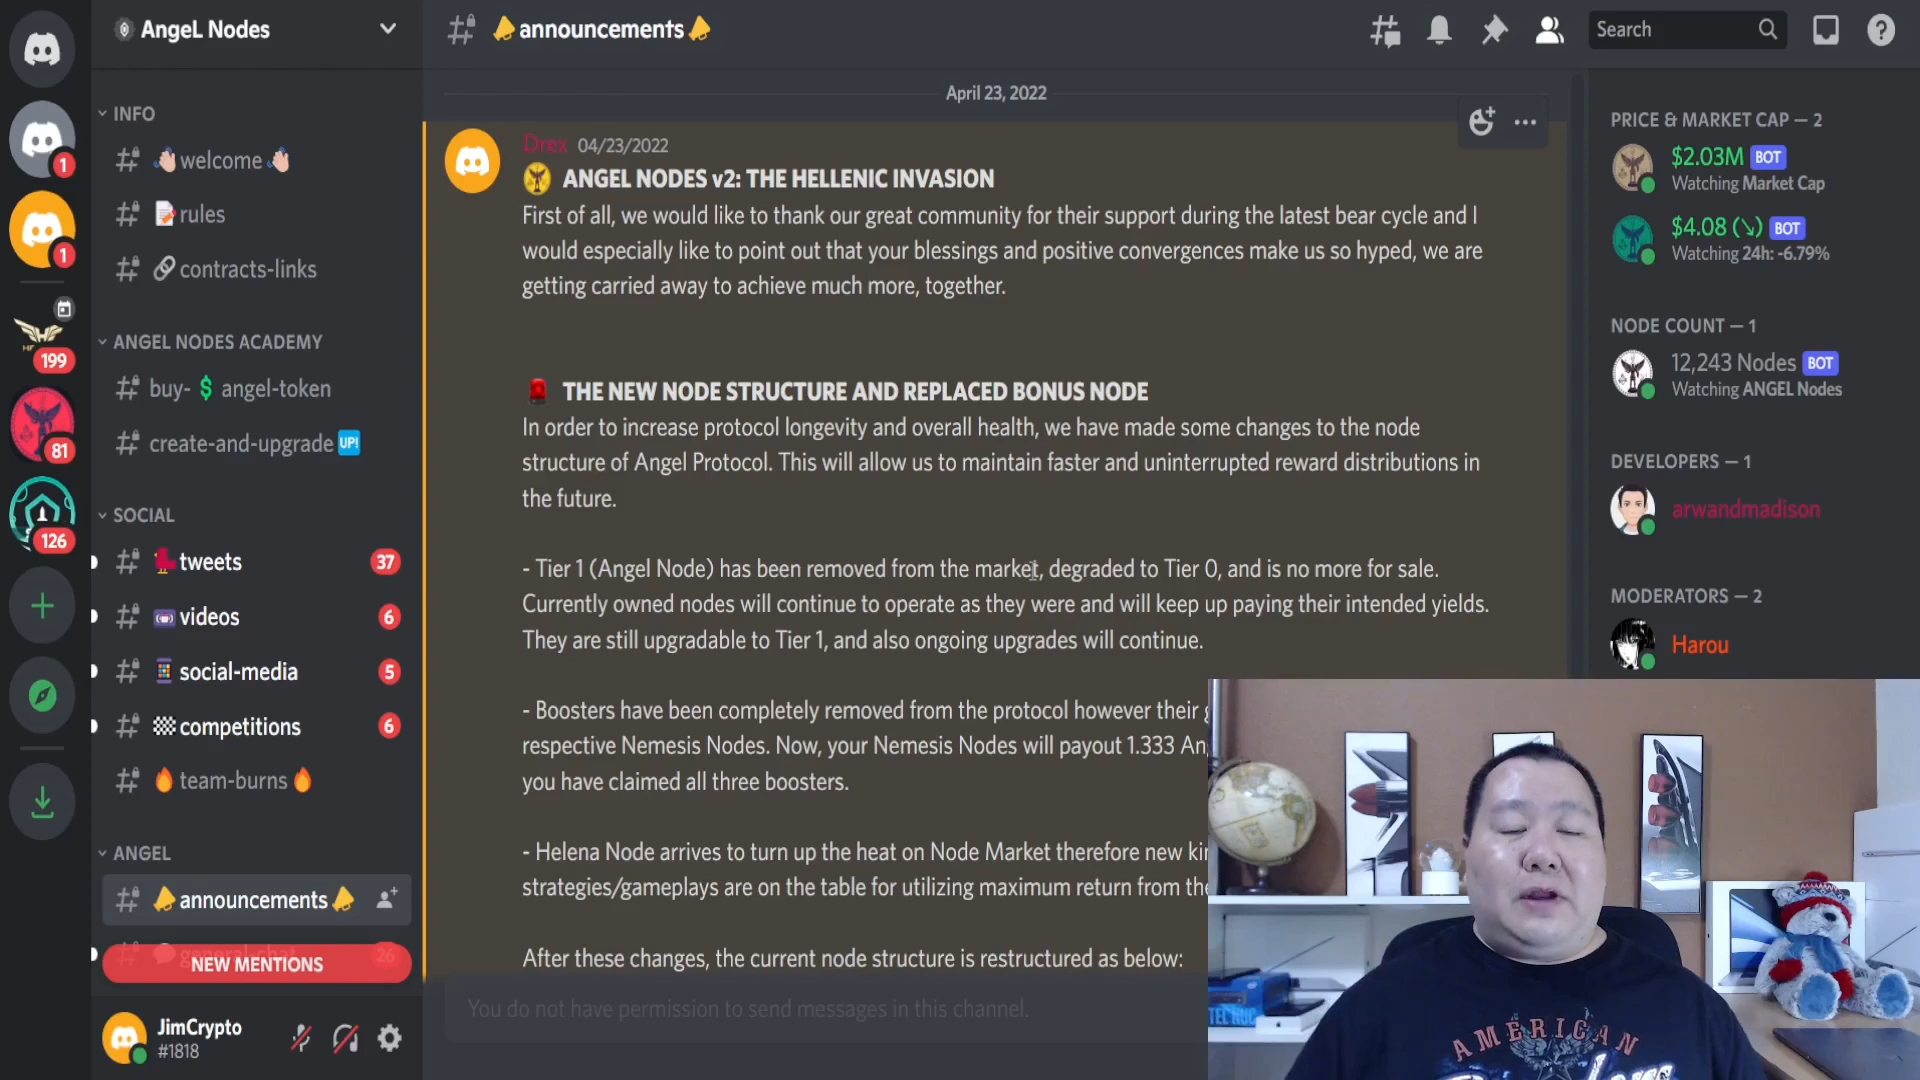 AngeL Nodes
INFO
welcome
rules
contracts-links
ANGEL NODES ACADEMY
buy- $ angel-token
create-and-upgrade UP!
SOCIAL
tweets 37
videos 6
social-media 5
competitions 6
team-burns
ANGEL
announcements
general-chat 26
NEW MENTIONS
JimCrypto
#1818
1
1
199
81
126
announcements
Search
April 23, 2022
Drex 04/23/2022
ANGEL NODES v2: THE HELLENIC INVASION
First of all, we would like to thank our great community for their support during the latest bear cycle and I
would especially like to point out that your blessings and positive convergences make us so hyped, we are
getting carried away to achieve much more, together.
THE NEW NODE STRUCTURE AND REPLACED BONUS NODE
In order to increase protocol longevity and overall health, we have made some changes to the node
structure of Angel Protocol. This will allow us to maintain faster and uninterrupted reward distributions in
the future.
- Tier 1 (Angel Node) has been removed from the market, degraded to Tier 0, and is no more for sale.
Currently owned nodes will continue to operate as they were and will keep up paying their intended yields.
They are still upgradable to Tier 1, and also ongoing upgrades will continue.
- Boosters have been completely removed from the protocol however their
respective Nemesis Nodes. Now, your Nemesis Nodes will payout 1.333 An
you have claimed all three boosters.
- Helena Node arrives to turn up the heat on Node Market therefore new kin
strategies/gameplays are on the table for utilizing maximum return from the
After these changes, the current node structure is restructured as below:
You do not have permission to send messages in this channel.
PRICE & MARKET CAP — 2
$2.03M BOT
Watching Market Cap
$4.08 (↘) BOT
Watching 24h: -6.79%
NODE COUNT — 1
12,243 Nodes BOT
Watching ANGEL Nodes
DEVELOPERS — 1
arwandmadison
MODERATORS — 2
Harou
AMERICAN